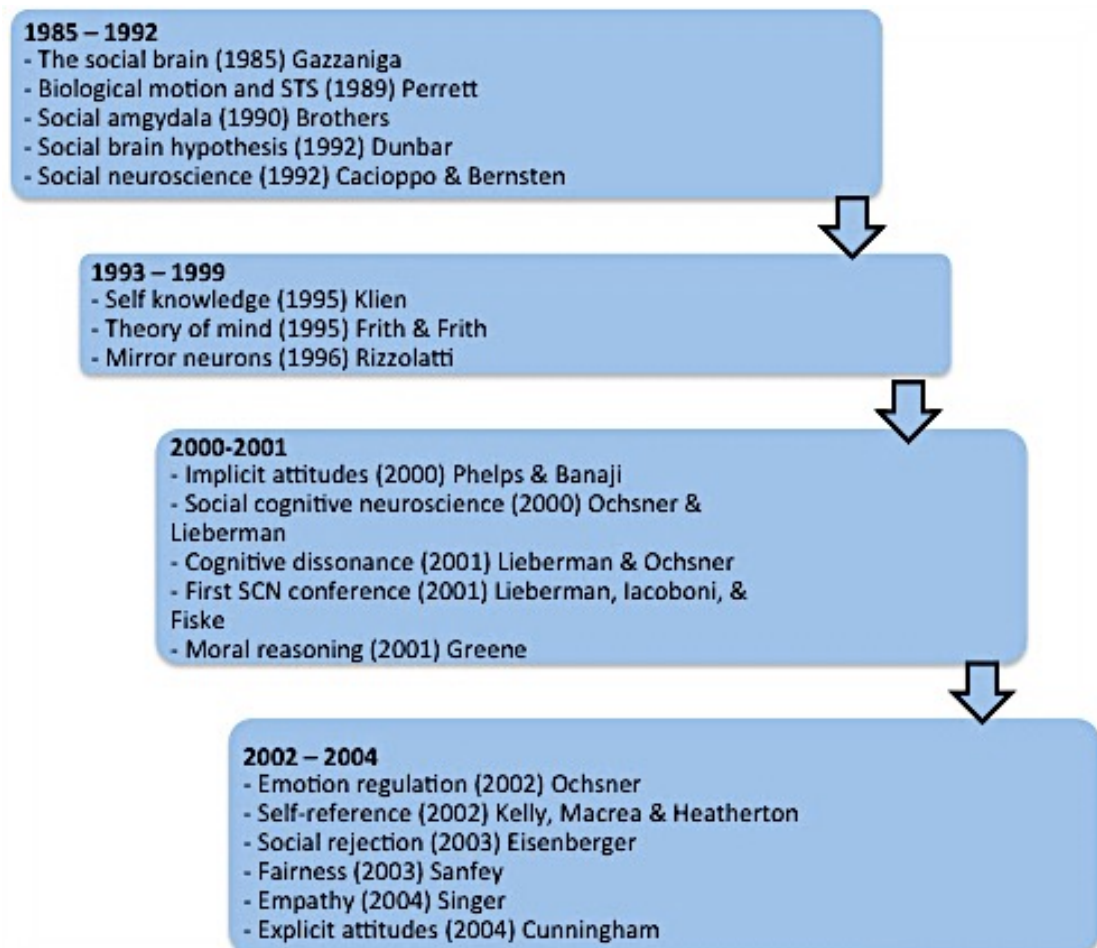 1985 – 1992
- The social brain (1985) Gazzaniga
- Biological motion and STS (1989) Perrett
- Social amgydala (1990) Brothers
- Social brain hypothesis (1992) Dunbar
- Social neuroscience (1992) Cacioppo & Bernsten
1993 – 1999
- Self knowledge (1995) Klien
- Theory of mind (1995) Frith & Frith
- Mirror neurons (1996) Rizzolatti
2000-2001
- Implicit attitudes (2000) Phelps & Banaji
- Social cognitive neuroscience (2000) Ochsner &
Lieberman
- Cognitive dissonance (2001) Lieberman & Ochsner
- First SCN conference (2001) Lieberman, Iacoboni, &
Fiske
- Moral reasoning (2001) Greene
2002 – 2004
- Emotion regulation (2002) Ochsner
- Self-reference (2002) Kelly, Macrea & Heatherton
- Social rejection (2003) Eisenberger
- Fairness (2003) Sanfey
- Empathy (2004) Singer
- Explicit attitudes (2004) Cunningham